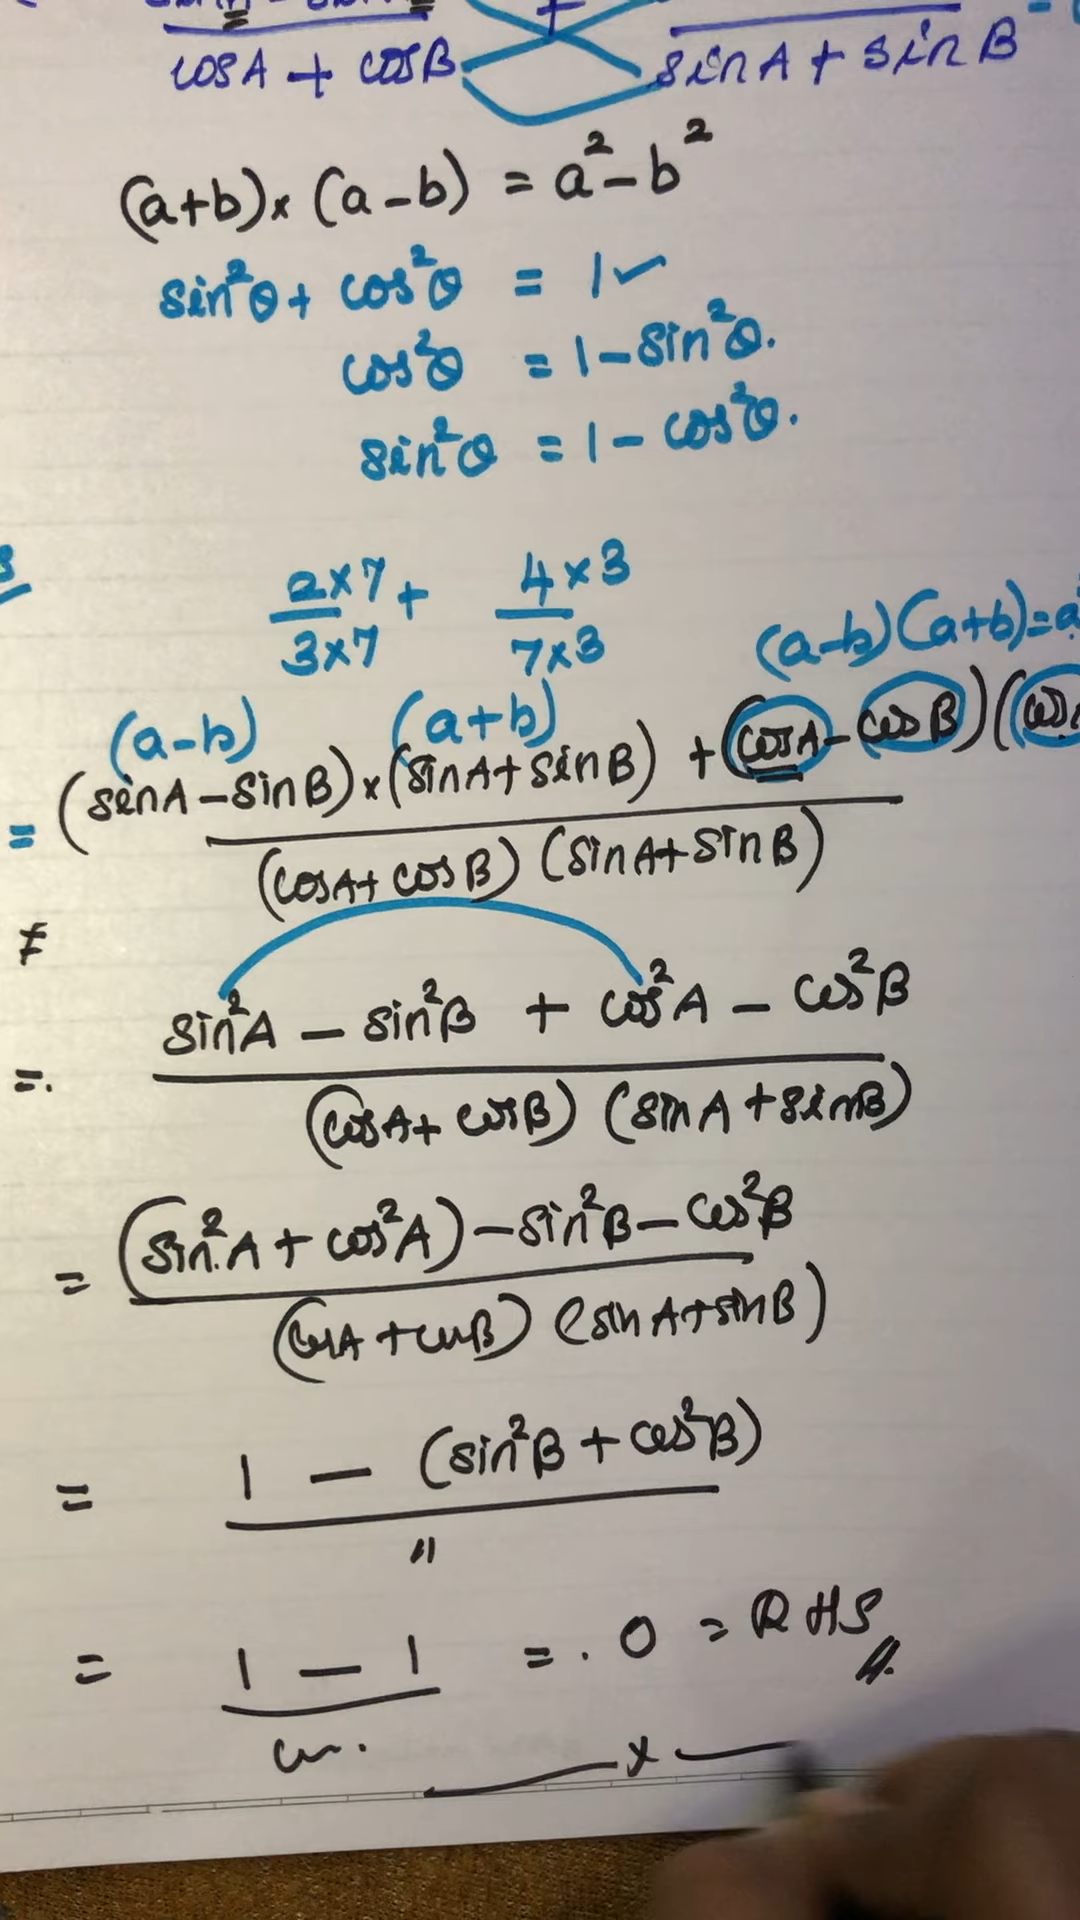 cosA + cosB + sinA + sinB
(a+b)× (a-b) = a²-b²
sin²θ + cos²θ = 1✓
cos²θ = 1-sin²θ.
sin²θ = 1 - cos²θ.
2×7 + 4×3
3×7 7×3
(a-b)(a+b)=a
(a-b) (a+b)
= (sinA-sinB)×(sinA+sinB) + (cosA-cosB)(cos
(cosA+cosB) (sinA+sinB)
sin²A - sin²B + cos²A - cos²B
=.
(cosA+cosB) (sinA+sinB)
= (sin²A + cos²A) - sin²B - cos²B
(cosA+cosB) (sinA+sinB)
= 1 - (sin²B + cos²B)
"
= 1 - 1 =. 0 = RHS
x